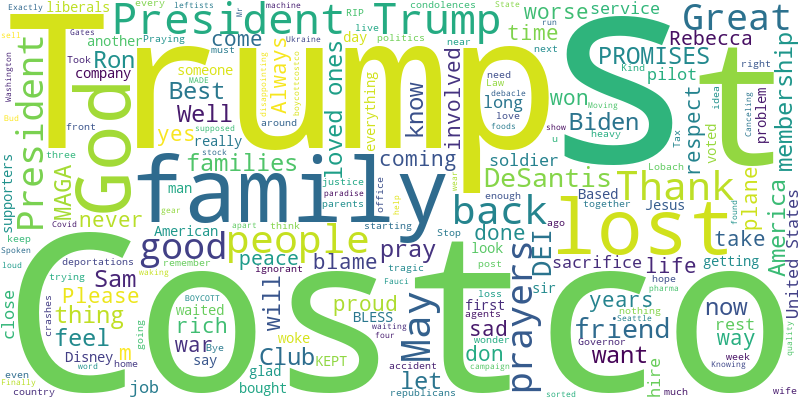 Exactly leftists Mr RIP condolences State run
every liberals President Trump worse service Great
Praying another come live politics near time next Rebecca
Trump St
Took Ron day Ukraine PROMISES
sell Gates must Kind pilot right
Washington company someone Always need Law membership
MADE disappointing boycottcostco everything know involved debacle won
President God Best Well long Biden respect idea problem
Bud front yes supposed around love foods show heavy voted Canceling
MAGA three really loved ones Moving u Tax
supporters stock families coming soldier Lobach plane
never man family justice office DeSantis Thank America
paradise help wear enough Based Jesus together found
keep Covid gear parents back lost United States
Spoken American apart think starting Stop done ago take
loud good people pray DEI look sacrifice life getting
deportations peace blame tragic post hope pharma
crashes trying Sam remember ignorant Fauci prayers sir nothing
close Please waking will proud May loss first years now quality
thing BOYCOTT waited BLESS agents friend Seattle rest
feel rich woke waiting sad wonder Governor way
going war Bye KEPT four don want week
Costco
m Disney say Club accident campaign hire Knowing
even word home glad let republicans
Finally country job bought sorted much wife
machine